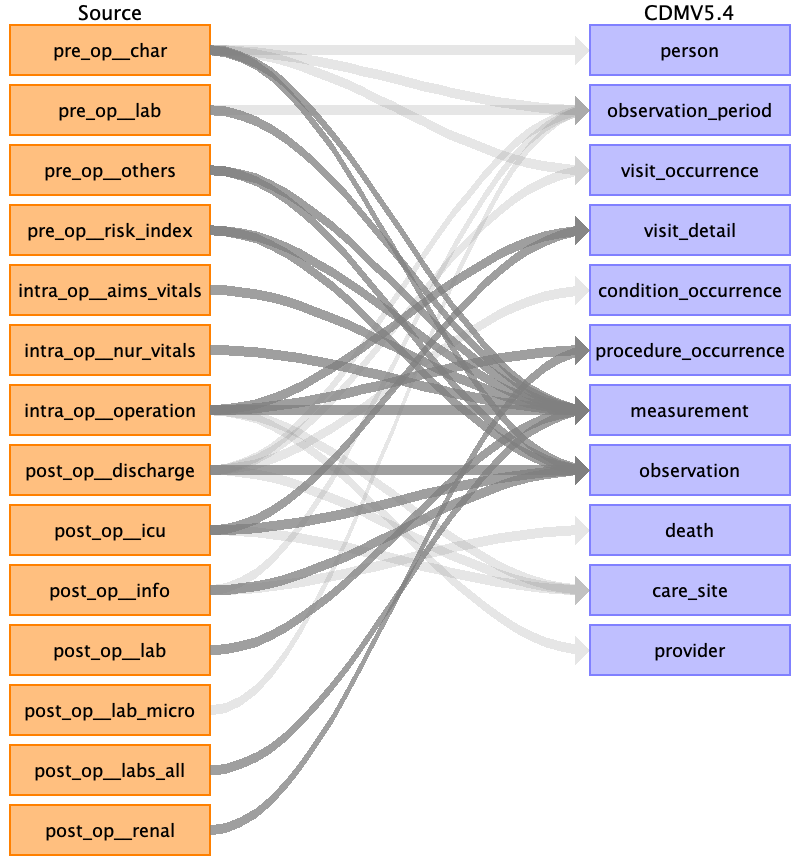 Source
CDMV5.4
pre_op__char
person
pre_op__lab
observation_period
pre_op__others
visit_occurrence
pre_op__risk_index
visit_detail
intra_op__aims_vitals
condition_occurrence
intra_op__nur_vitals
procedure_occurrence
intra_op__operation
measurement
post_op__discharge
observation
post_op__icu
death
post_op__info
care_site
post_op__lab
provider
post_op__lab_micro
post_op__labs_all
post_op__renal